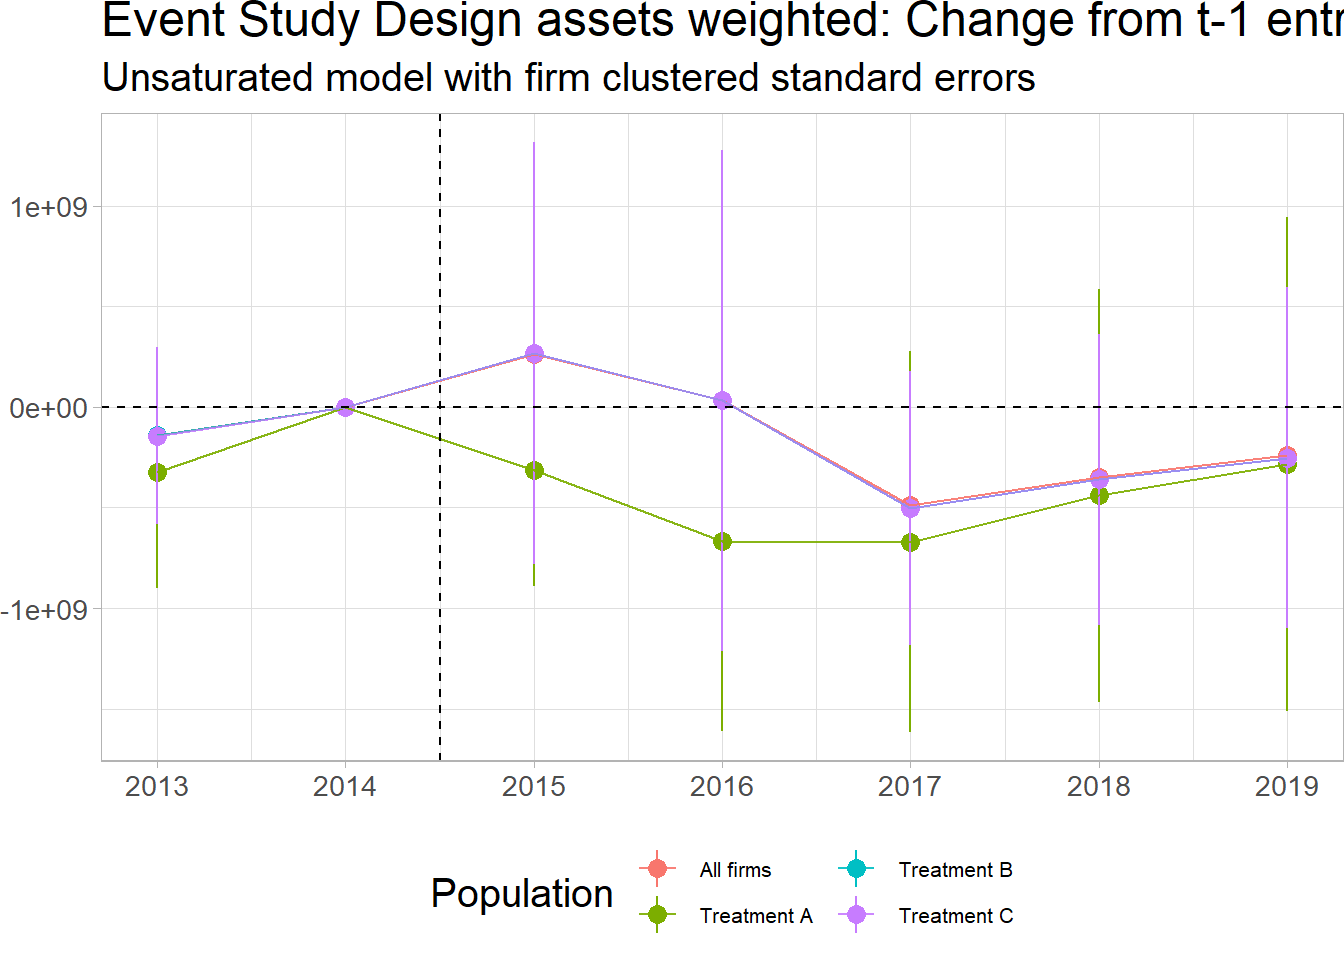 Event Study Design assets weighted: Change from t-1 entr
Unsaturated model with firm clustered standard errors
1e+09
0e+00
-1e+09
2013 2014 2015 2016 2017 2018 2019
Population
All firms
Treatment B
Treatment A
Treatment C